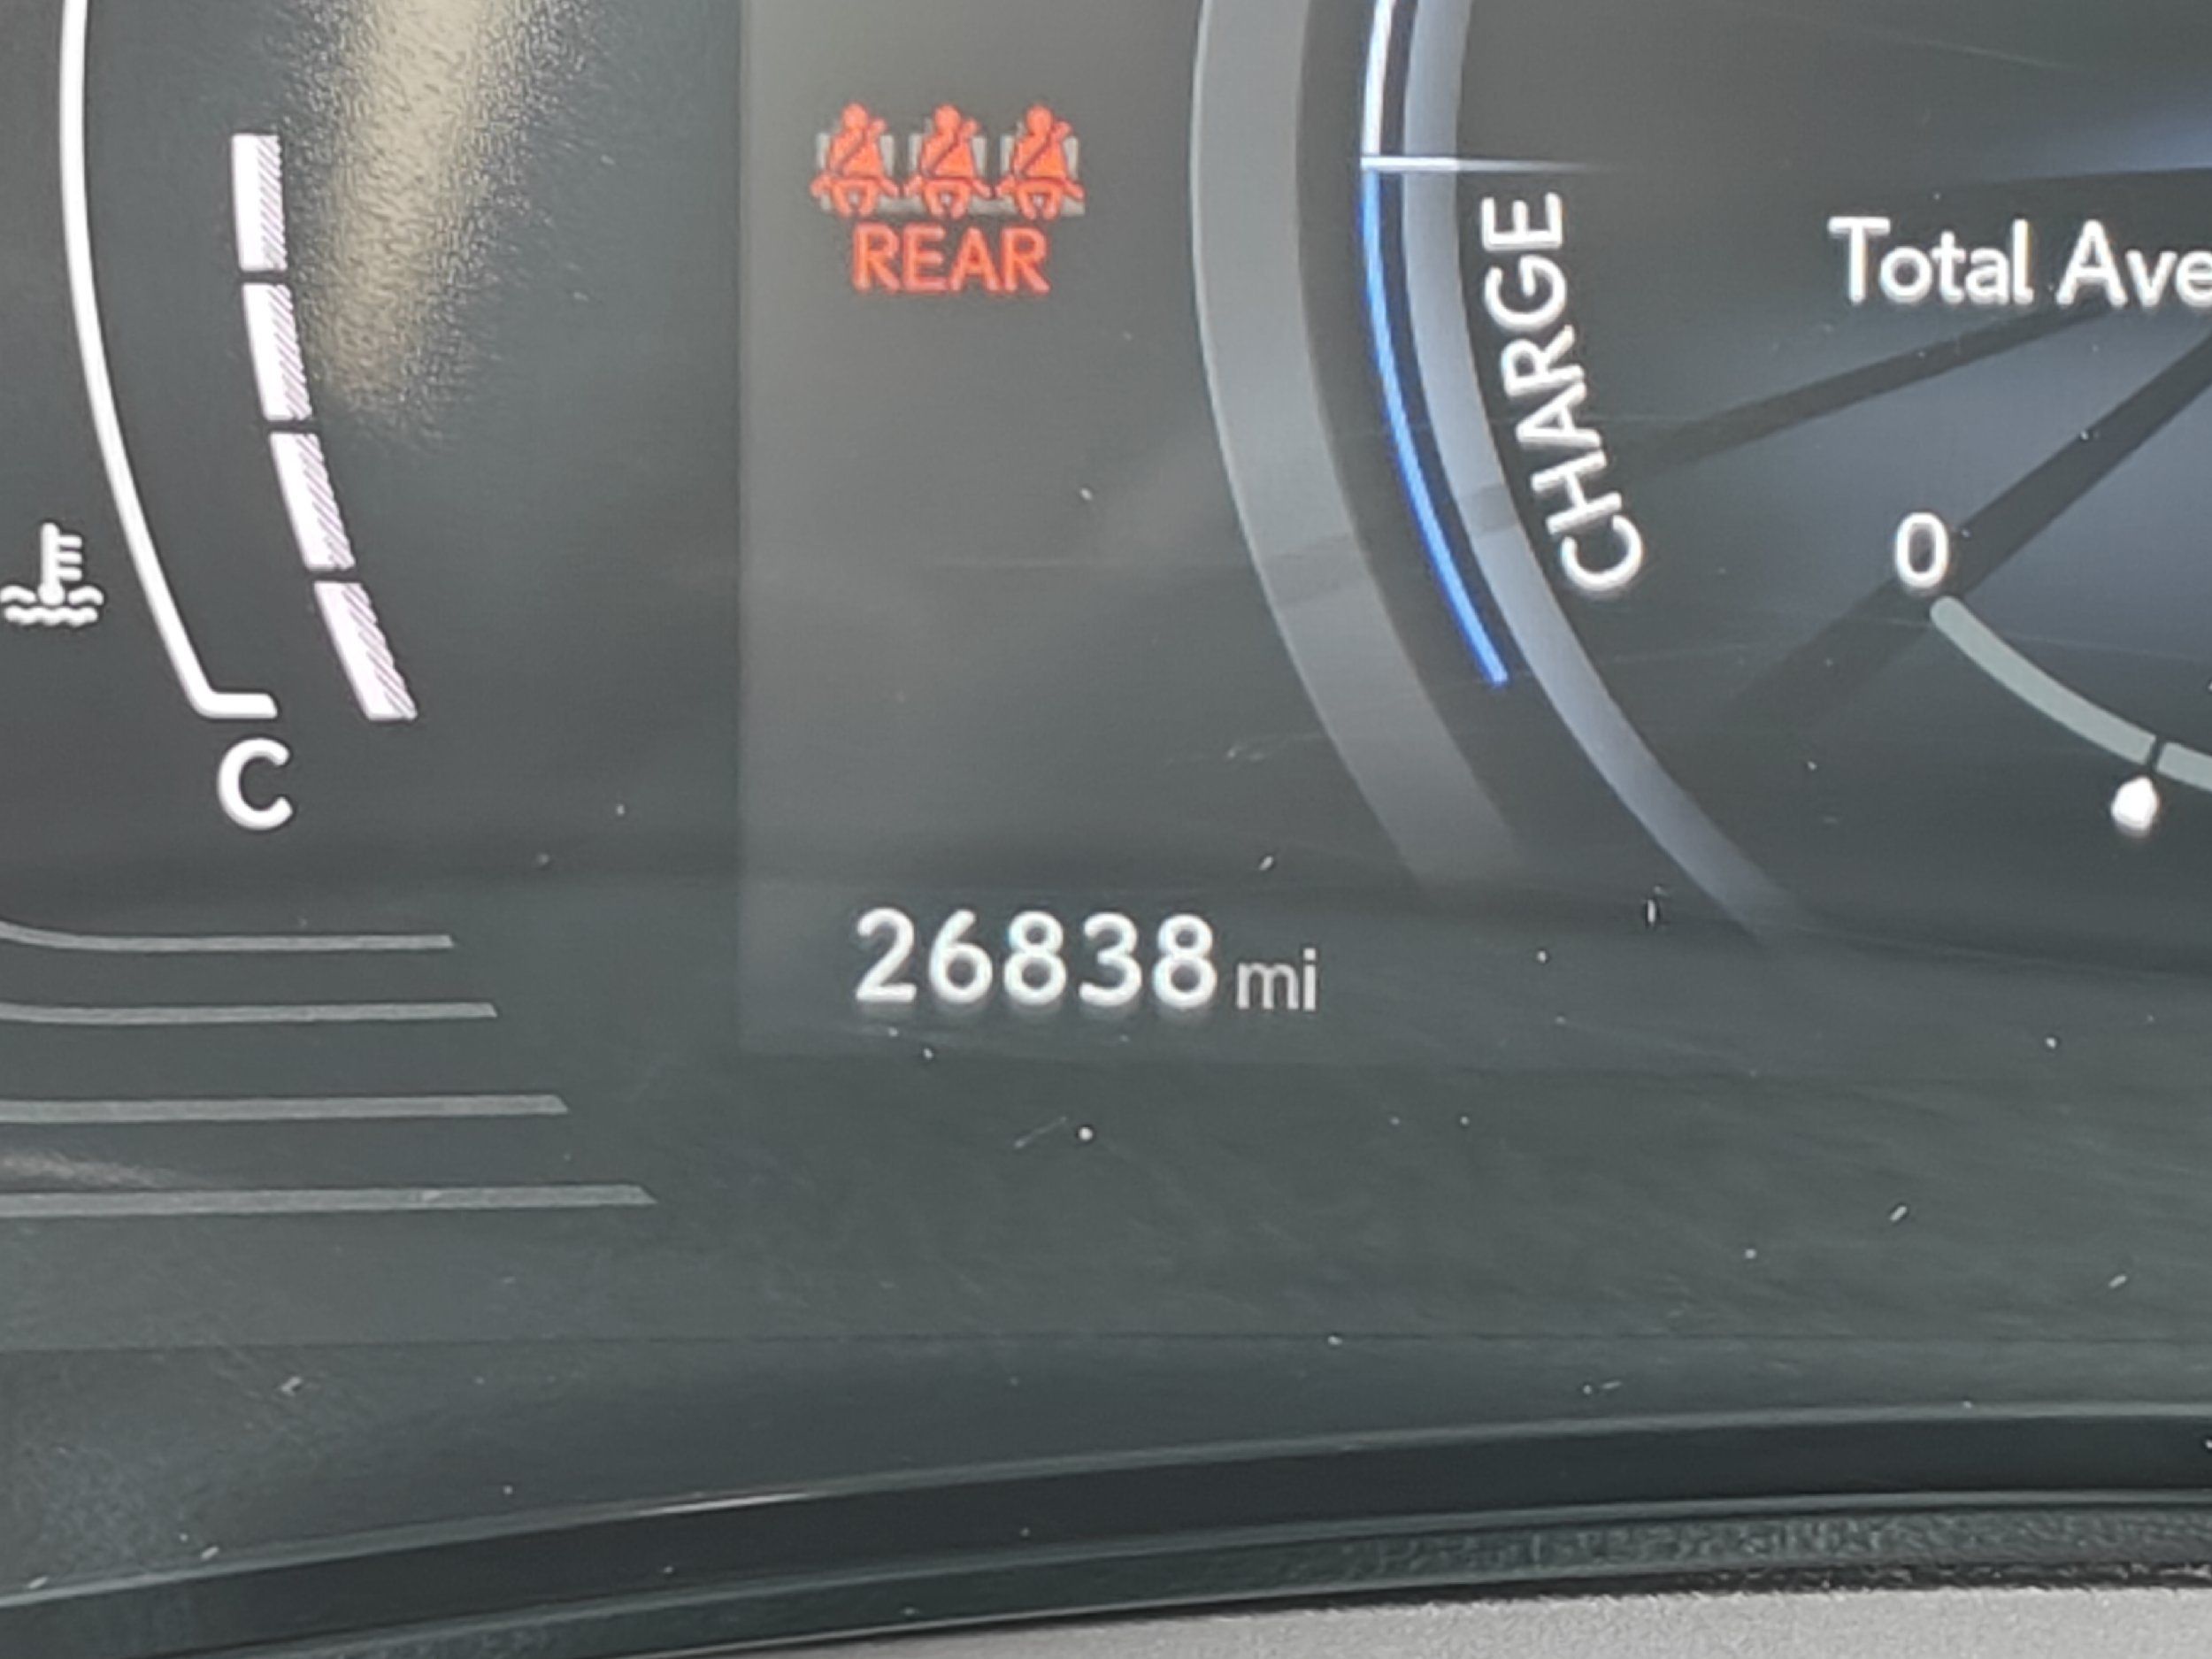 REAR
CHARGE
Total Ave
0
C
26838 mi